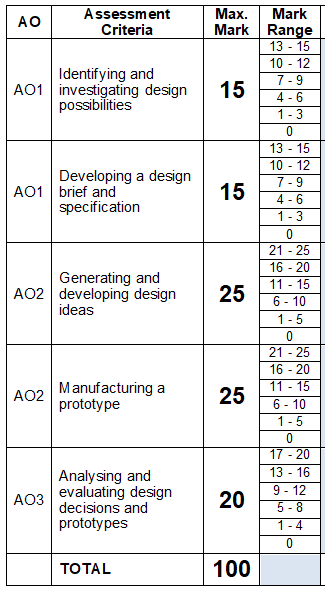 AO Assessment Criteria Max. Mark Mark Range
AO1 Identifying and investigating design possibilities 15
13 - 15
10 - 12
7 - 9
4 - 6
1 - 3
0
AO1 Developing a design brief and specification 15
13 - 15
10 - 12
7 - 9
4 - 6
1 - 3
0
AO2 Generating and developing design ideas 25
21 - 25
16 - 20
11 - 15
6 - 10
1 - 5
0
AO2 Manufacturing a prototype 25
21 - 25
16 - 20
11 - 15
6 - 10
1 - 5
0
AO3 Analysing and evaluating design decisions and prototypes 20
17 - 20
13 - 16
9 - 12
5 - 8
1 - 4
0
TOTAL 100